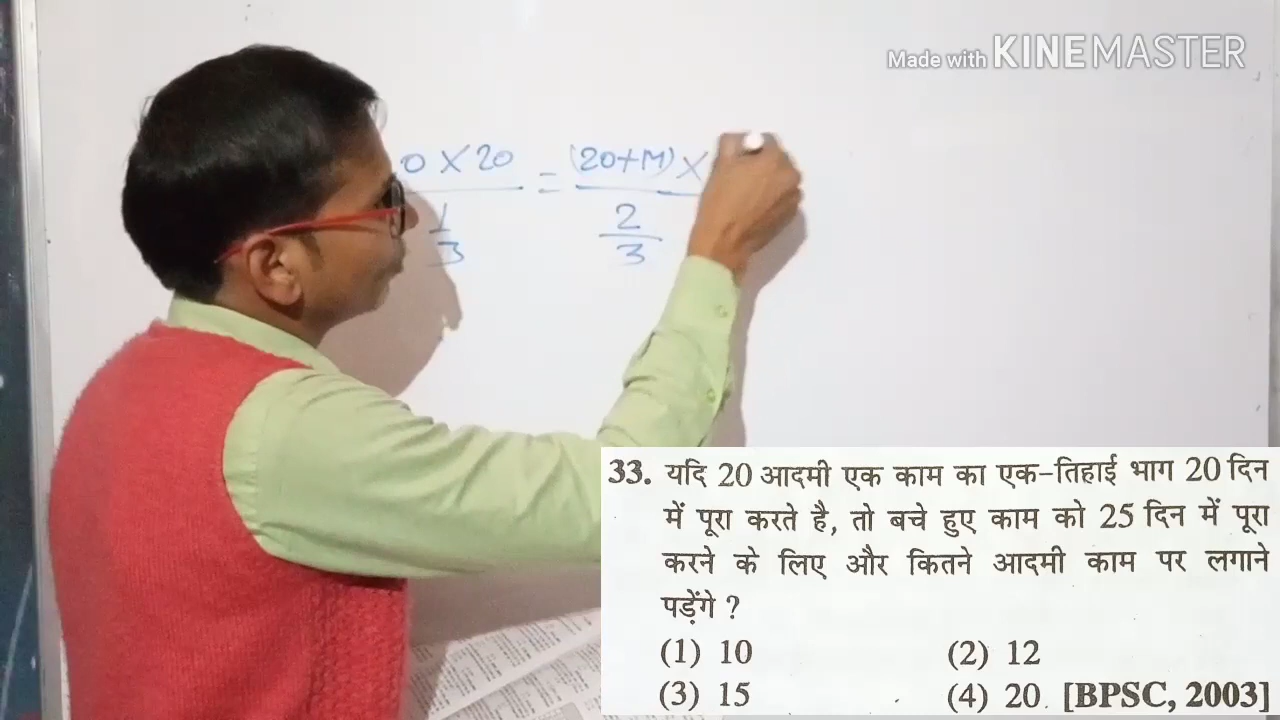 Made with KINEMASTER
0 × 20 = (20+M) ×
1 2
3 3
33. यदि 20 आदमी एक काम का एक-तिहाई भाग 20 दिन
में पूरा करते है, तो बचे हुए काम को 25 दिन में पूरा
करने के लिए और कितने आदमी काम पर लगाने
पड़ेंगे ?
(1) 10 (2) 12
(3) 15 (4) 20. [BPSC, 2003]